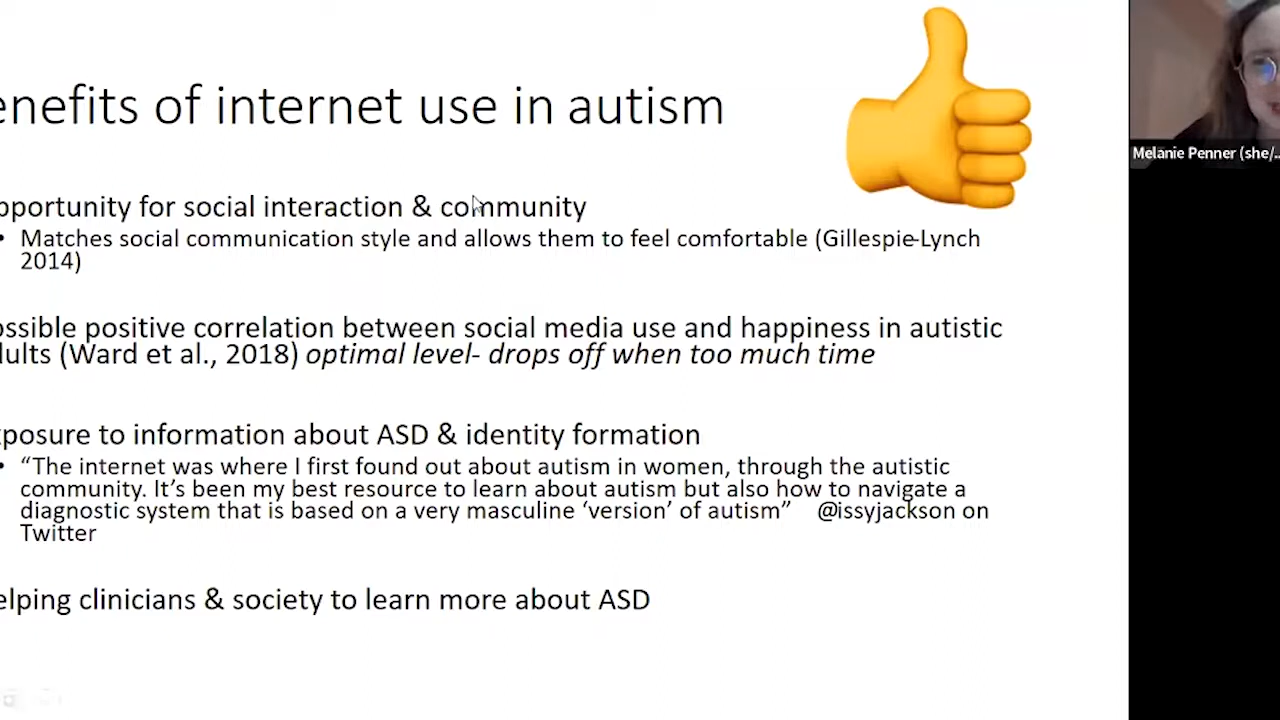 enefits of internet use in autism
pportunity for social interaction & community
• Matches social communication style and allows them to feel comfortable (Gillespie-Lynch
2014)
ossible positive correlation between social media use and happiness in autistic
dults (Ward et al., 2018) optimal level- drops off when too much time
xposure to information about ASD & identity formation
• “The internet was where I first found out about autism in women, through the autistic
community. It’s been my best resource to learn about autism but also how to navigate a
diagnostic system that is based on a very masculine ‘version’ of autism” @issyjackson on
Twitter
elping clinicians & society to learn more about ASD
Melanie Penner (she/...